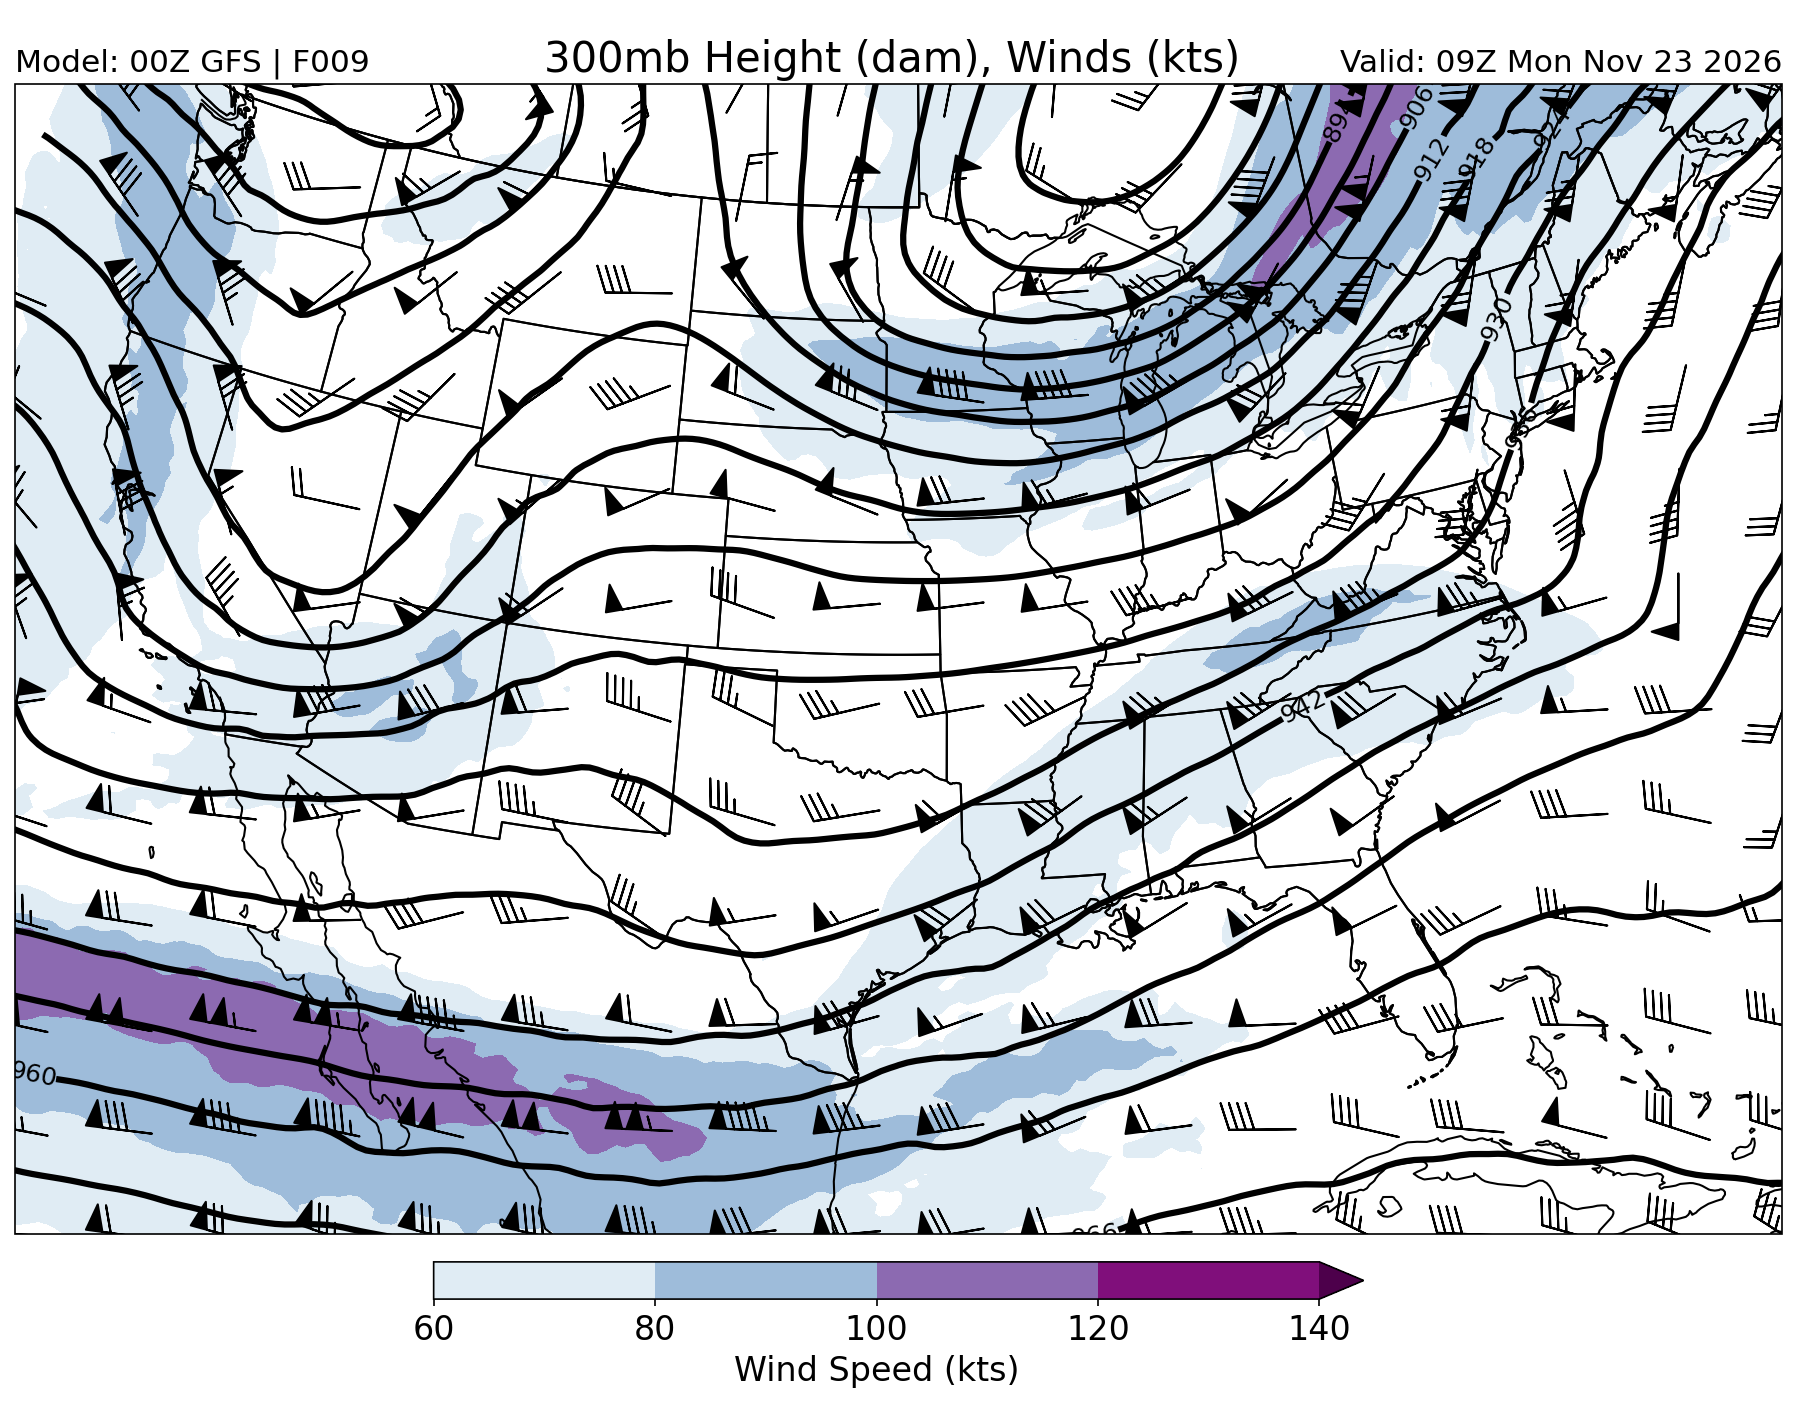 Model: 00Z GFS | F009
300mb Height (dam), Winds (kts)
Valid: 09Z Mon Nov 23 2026
906
912
918
924
930
936
942
960
60 80 100 120 140
Wind Speed (kts)